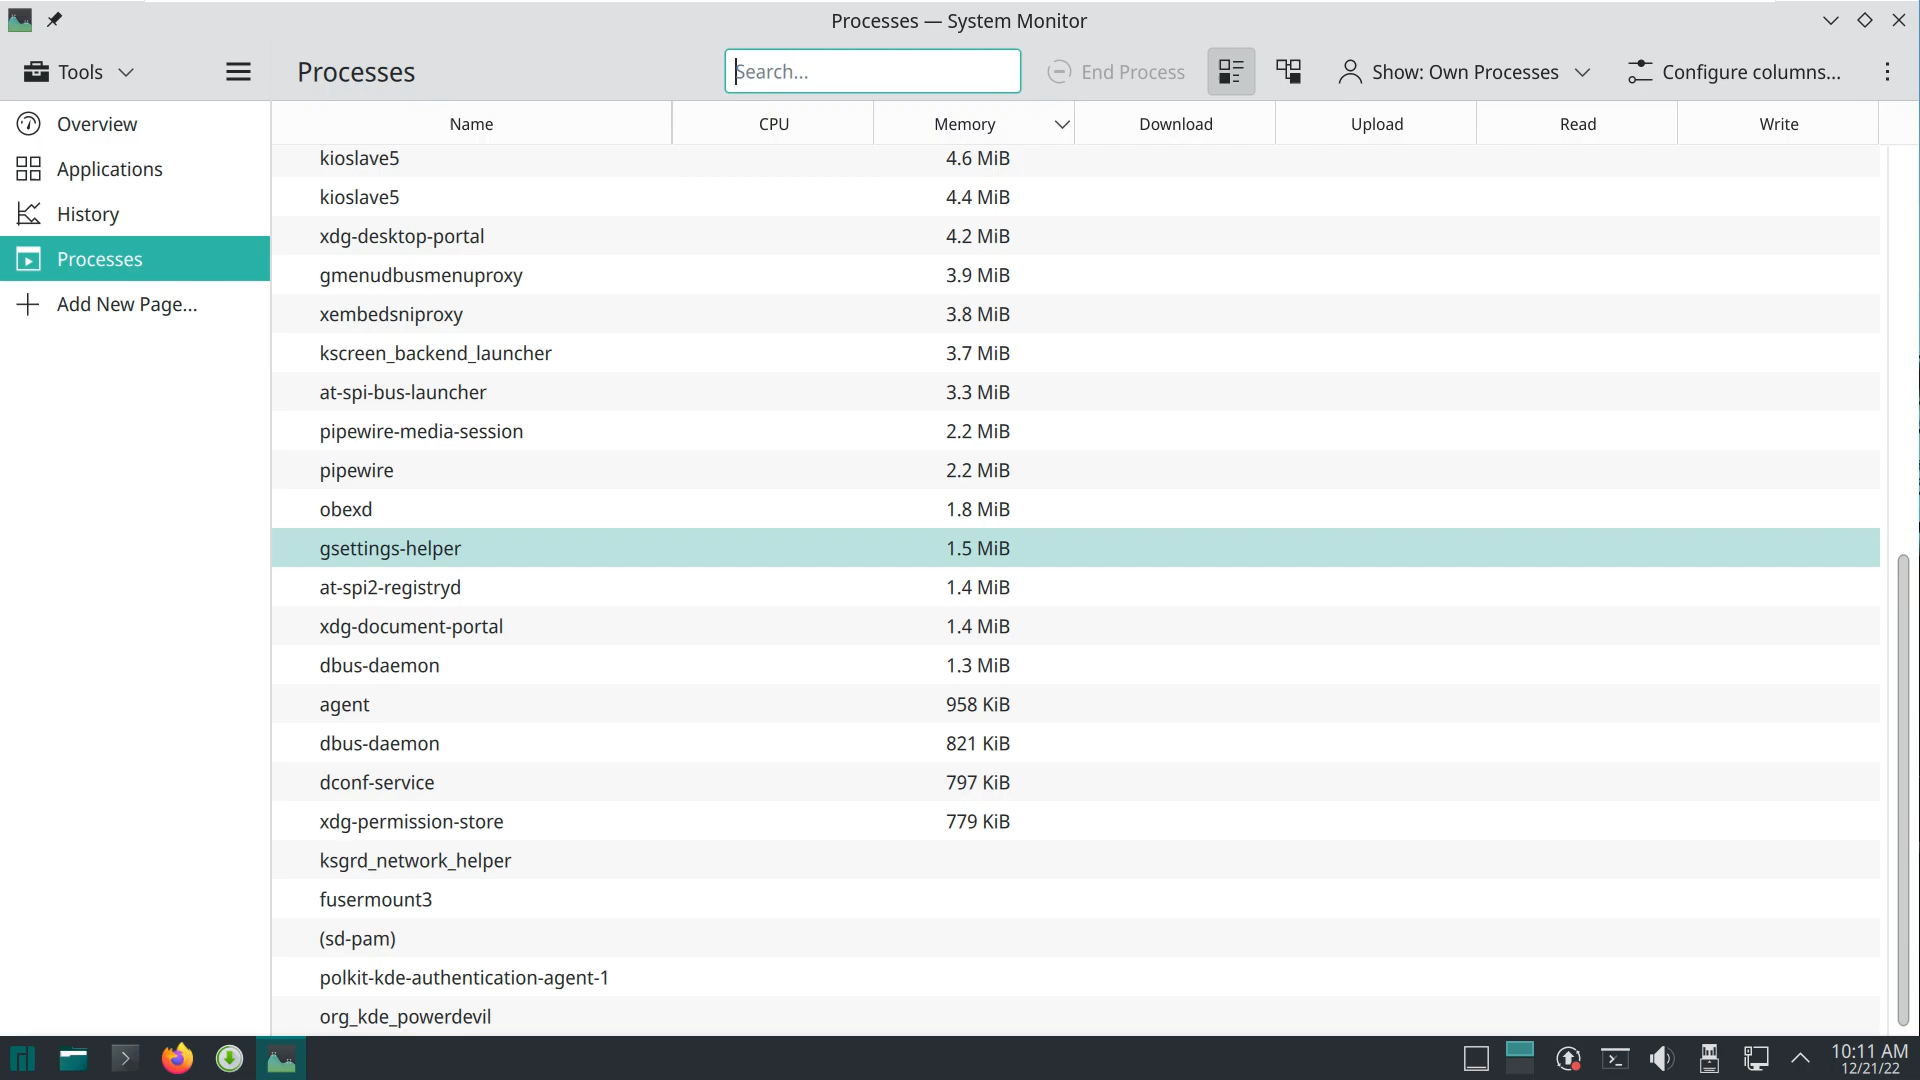 Processes — System Monitor
Tools
Processes
Search...
End Process
Show: Own Processes
Configure columns...
Overview
Applications
History
Processes
Add New Page...
Name CPU Memory Download Upload Read Write
kioslave5 4.6 MiB
kioslave5 4.4 MiB
xdg-desktop-portal 4.2 MiB
gmenudbusmenuproxy 3.9 MiB
xembedsniproxy 3.8 MiB
kscreen_backend_launcher 3.7 MiB
at-spi-bus-launcher 3.3 MiB
pipewire-media-session 2.2 MiB
pipewire 2.2 MiB
obexd 1.8 MiB
gsettings-helper 1.5 MiB
at-spi2-registryd 1.4 MiB
xdg-document-portal 1.4 MiB
dbus-daemon 1.3 MiB
agent 958 KiB
dbus-daemon 821 KiB
dconf-service 797 KiB
xdg-permission-store 779 KiB
ksgrd_network_helper
fusermount3
(sd-pam)
polkit-kde-authentication-agent-1
org_kde_powerdevil
10:11 AM
12/21/22